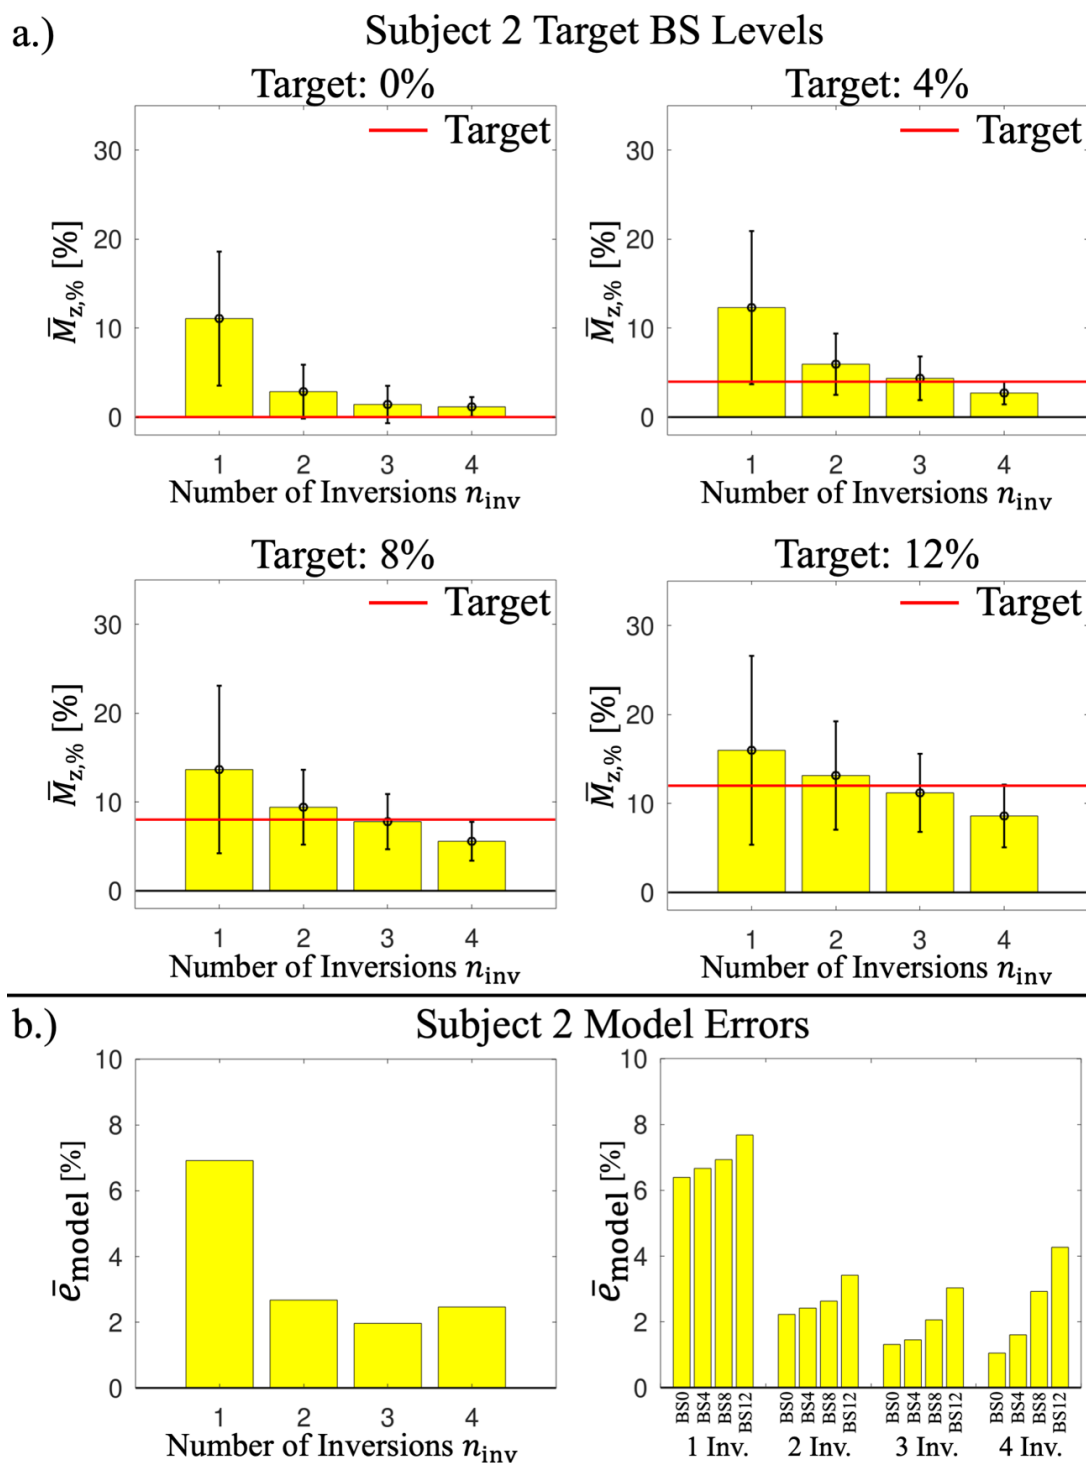 a.) Subject 2 Target BS Levels
Target: 0%
Target
30
20
10
0
M̅z,% [%]
1 2 3 4
Number of Inversions ninv
Target: 4%
Target
30
20
10
0
M̅z,% [%]
1 2 3 4
Number of Inversions ninv
Target: 8%
Target
30
20
10
0
M̅z,% [%]
1 2 3 4
Number of Inversions ninv
Target: 12%
Target
30
20
10
0
M̅z,% [%]
1 2 3 4
Number of Inversions ninv
b.) Subject 2 Model Errors
10
8
6
4
2
0
e̅model [%]
1 2 3 4
Number of Inversions ninv
10
8
6
4
2
0
e̅model [%]
BS0 BS4 BS8 BS12 BS0 BS4 BS8 BS12 BS0 BS4 BS8 BS12 BS0 BS4 BS8 BS12
1 Inv. 2 Inv. 3 Inv. 4 Inv.